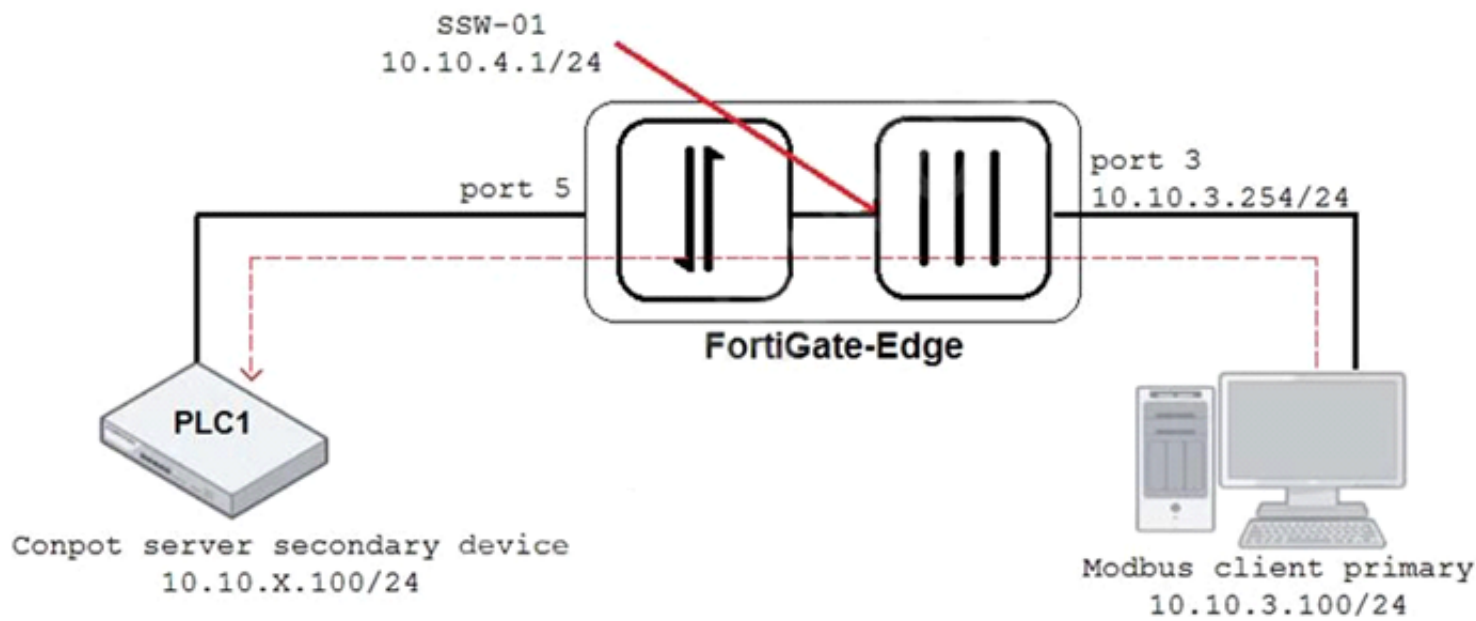 SSW-01
10.10.4.1/24
port 5
port 3
10.10.3.254/24
FortiGate-Edge
PLC1
Conpot server secondary device
10.10.X.100/24
Modbus client primary
10.10.3.100/24